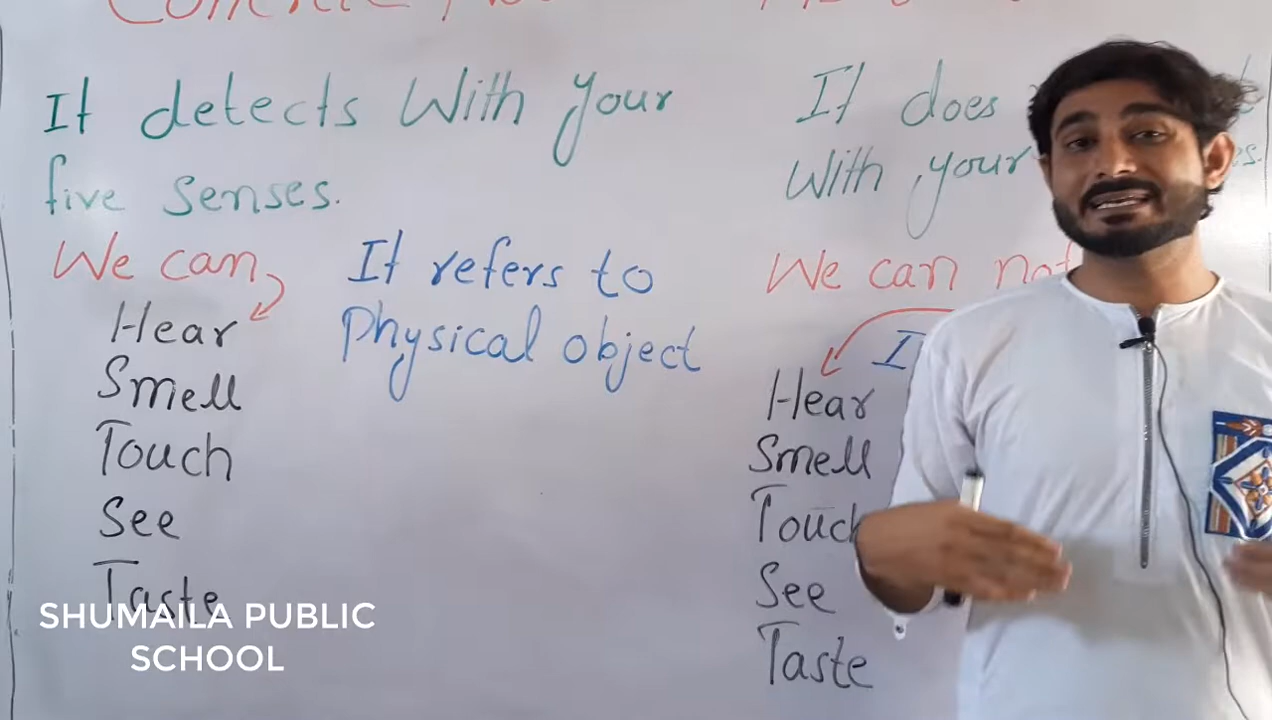 It detects With your
five senses.
We can
Hear
Smell
Touch
See
Taste
It refers to
Physical object
It does
With your
We can not
Hear
Smell
Touch
See
Taste
SHUMAILA PUBLIC
SCHOOL